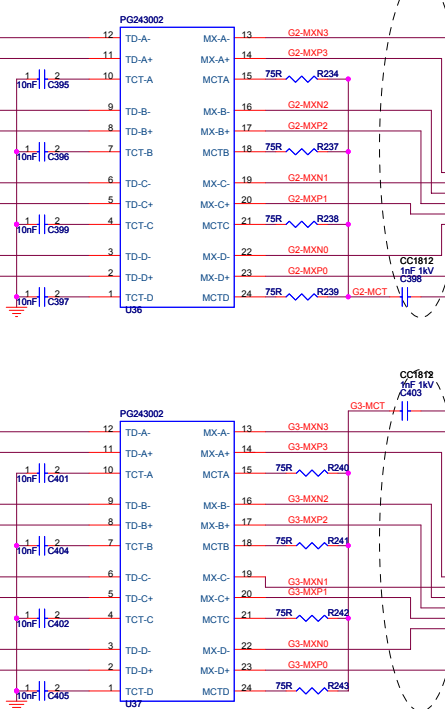 PG243002
12 TD-A- MX-A- 13 G2-MXN3
11 TD-A+ MX-A+ 14 G2-MXP3
1 2 10 TCT-A MCTA 15 75R R234
10nF C395
9 TD-B- MX-B- 16 G2-MXN2
8 TD-B+ MX-B+ 17 G2-MXP2
1 2 7 TCT-B MCTB 18 75R R237
10nF C396
6 TD-C- MX-C- 19 G2-MXN1
5 TD-C+ MX-C+ 20 G2-MXP1
1 2 4 TCT-C MCTC 21 75R R238
10nF C399
3 TD-D- MX-D- 22 G2-MXN0
CC1812
2 TD-D+ MX-D+ 23 G2-MXP0 1nF 1kV
C398
1 2 1 TCT-D MCTD 24 75R R239 G2-MCT
10nF C397
U36
CC1812
1nF 1kV
C403
G3-MCT
PG243002
12 TD-A- MX-A- 13 G3-MXN3
11 TD-A+ MX-A+ 14 G3-MXP3
1 2 10 TCT-A MCTA 15 75R R240
10nF C401
9 TD-B- MX-B- 16 G3-MXN2
8 TD-B+ MX-B+ 17 G3-MXP2
1 2 7 TCT-B MCTB 18 75R R241
10nF C404
6 TD-C- MX-C- 19 G3-MXN1
5 TD-C+ MX-C+ 20 G3-MXP1
1 2 4 TCT-C MCTC 21 75R R242
10nF C402
3 TD-D- MX-D- 22 G3-MXN0
2 TD-D+ MX-D+ 23 G3-MXP0
1 2 1 TCT-D MCTD 24 75R R243
10nF C405
U37